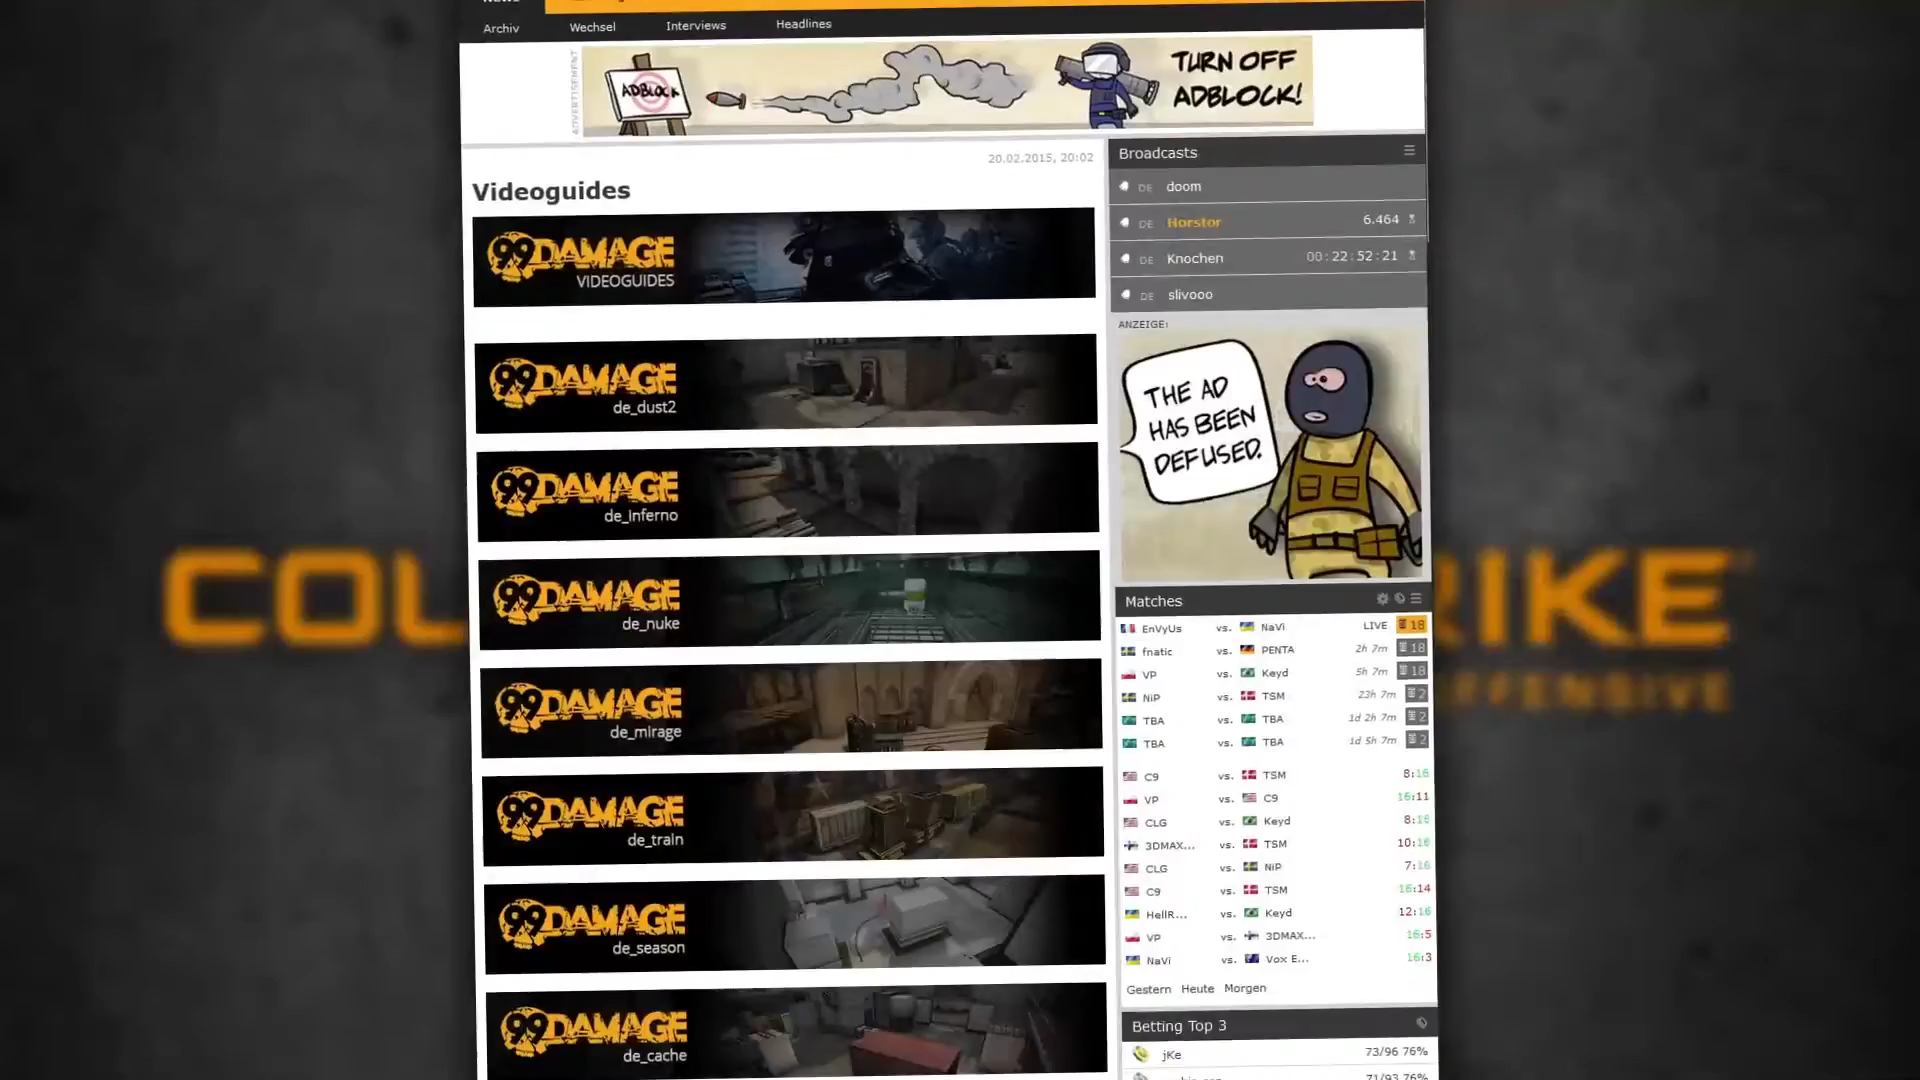 Archiv Wechsel Interviews Headlines
ADVERTISEMENT
ADBLOCK
TURN OFF
ADBLOCK!
20.02.2015, 20:02
Videoguides
99DAMAGE
VIDEOGUIDES
99DAMAGE
de_dust2
99DAMAGE
de_inferno
99DAMAGE
de_nuke
99DAMAGE
de_mirage
99DAMAGE
de_train
99DAMAGE
de_season
99DAMAGE
de_cache
Broadcasts
DE doom
DE Horstor 6.464
DE Knochen 00:22:52:21
DE slivooo
ANZEIGE:
THE AD
HAS BEEN
DEFUSED.
Matches
EnVyUs vs. NaVi LIVE 18
fnatic vs. PENTA 2h 7m 18
VP vs. Keyd 5h 7m 18
NiP vs. TSM 23h 7m 2
TBA vs. TBA 1d 2h 7m 2
TBA vs. TBA 1d 5h 7m 2
C9 vs. TSM 8:16
VP vs. C9 16:11
CLG vs. Keyd 8:16
3DMAX... vs. TSM 10:16
CLG vs. NiP 7:16
C9 vs. TSM 16:14
HellR... vs. Keyd 12:16
VP vs. 3DMAX... 16:5
NaVi vs. Vox E... 16:3
Gestern Heute Morgen
Betting Top 3
jKe 73/96 76%
71/93 76%
COU
RIKE
OFFENSIVE